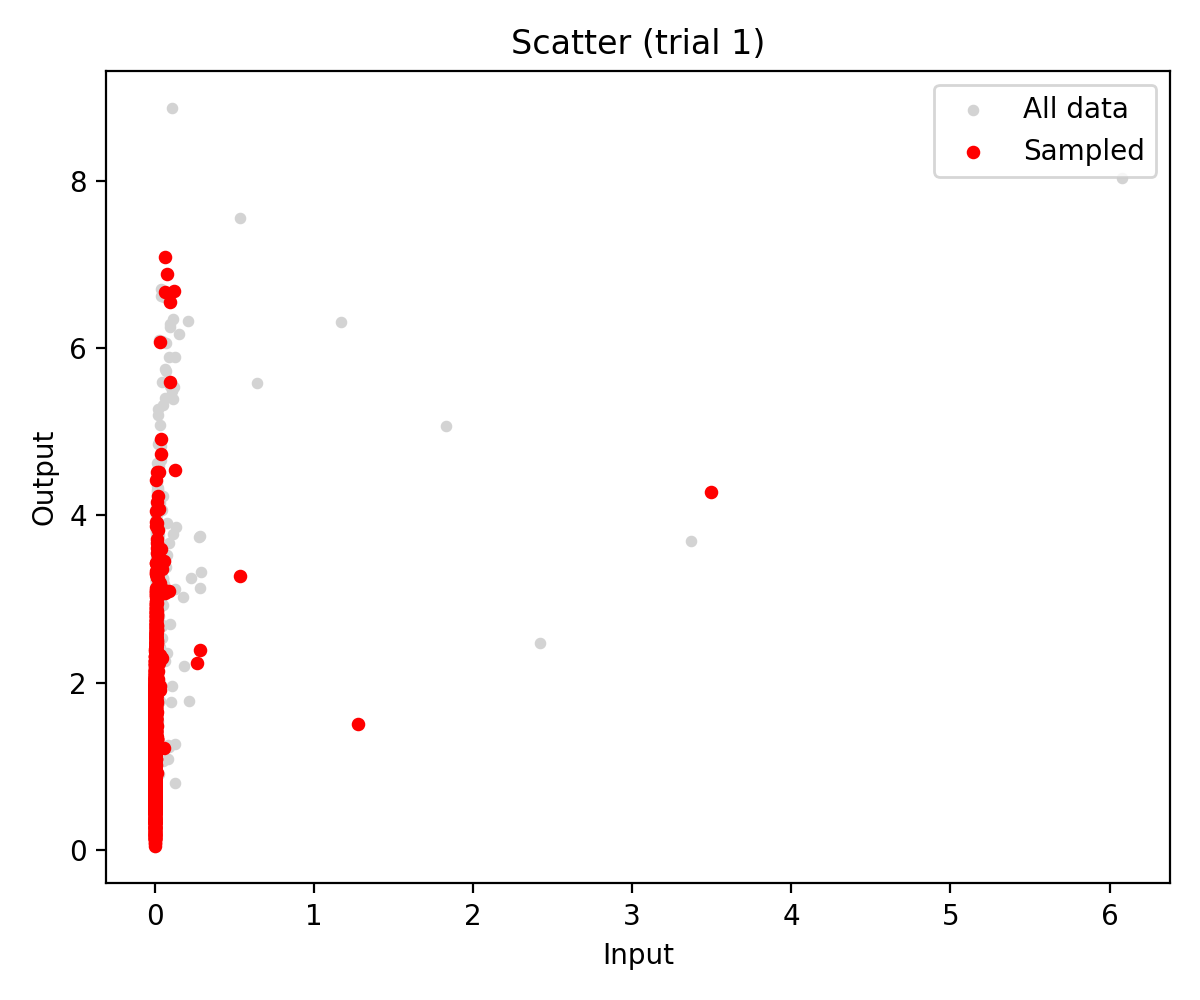 Scatter (trial 1)
All data
Sampled
8
6
4
2
0
Output
0 1 2 3 4 5 6
Input